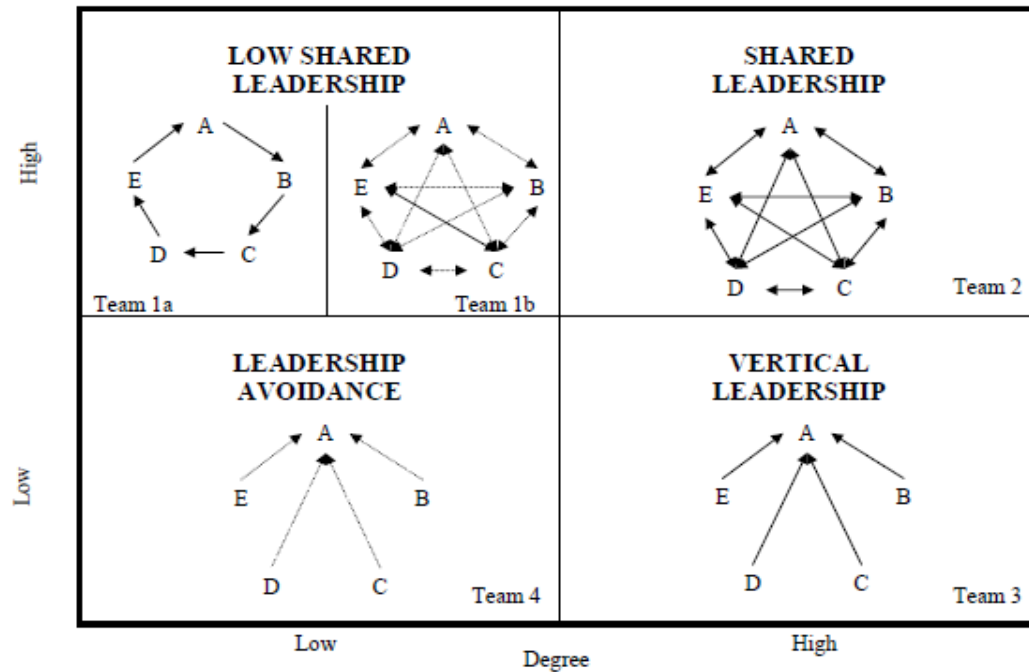 High
LOW SHARED
LEADERSHIP
A
E
B
D
C
Team 1a
A
E
B
D
C
Team 1b
SHARED
LEADERSHIP
A
E
B
D
C
Team 2
Low
LEADERSHIP
AVOIDANCE
A
E
B
D
C
Team 4
VERTICAL
LEADERSHIP
A
E
B
D
C
Team 3
Low
High
Degree